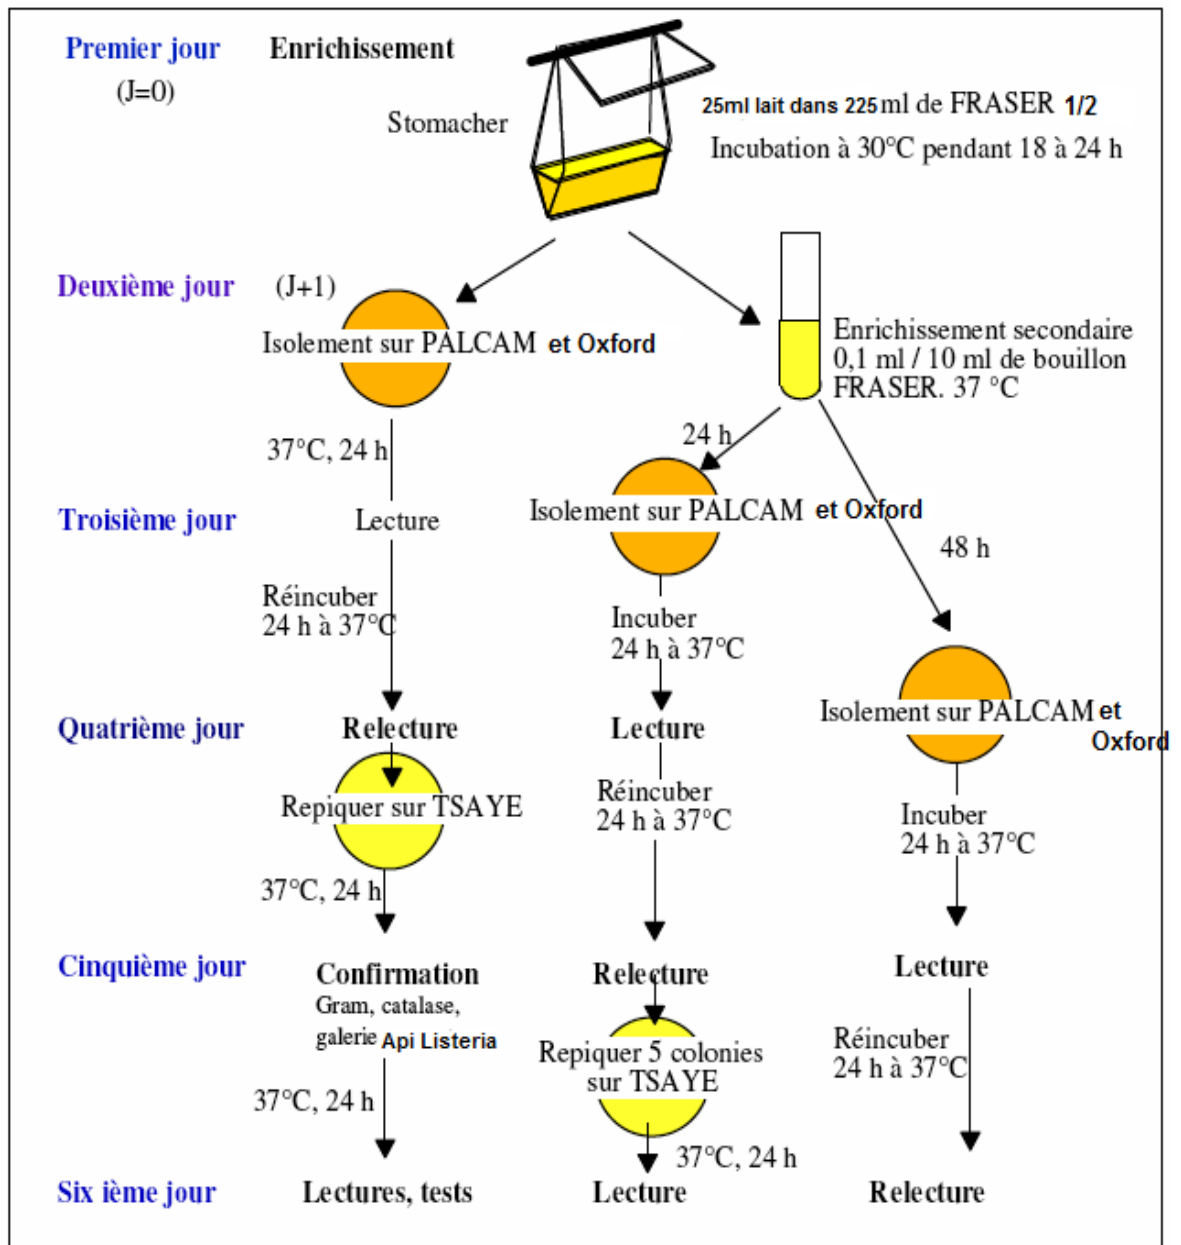 Premier jour
Enrichissement
(J=0)
Stomacher
25ml lait dans 225 ml de FRASER 1/2
Incubation à 30°C pendant 18 à 24 h
Deuxième jour
(J+1)
Isolement sur PALCAM et Oxford
Enrichissement secondaire
0,1 ml / 10 ml de bouillon
FRASER. 37 °C
37°C, 24 h
24 h
Troisième jour
Lecture
Isolement sur PALCAM et Oxford
48 h
Réincuber
24 h à 37°C
Incuber
24 h à 37°C
Isolement sur PALCAM et
Oxford
Quatrième jour
Relecture
Lecture
Repiquer sur TSAYE
Réincuber
24 h à 37°C
Incuber
24 h à 37°C
37°C, 24 h
Cinquième jour
Confirmation
Gram, catalase,
galerie Api Listeria
Relecture
Lecture
Repiquer 5 colonies
sur TSAYE
Réincuber
24 h à 37°C
37°C, 24 h
37°C, 24 h
Six ième jour
Lectures, tests
Lecture
Relecture